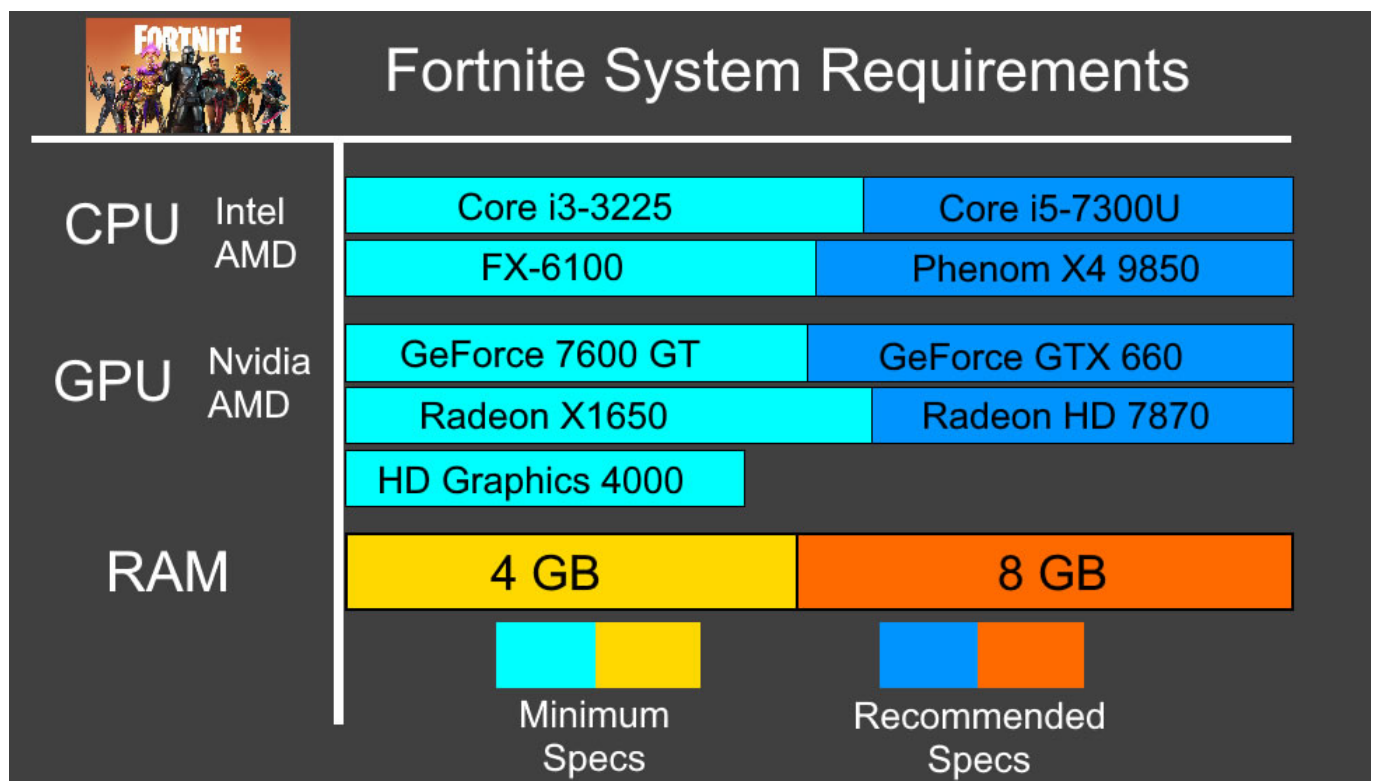 FORTNITE
Fortnite System Requirements
CPU Intel
AMD
Core i3-3225 Core i5-7300U
FX-6100 Phenom X4 9850
GPU Nvidia
AMD
GeForce 7600 GT GeForce GTX 660
Radeon X1650 Radeon HD 7870
HD Graphics 4000
RAM 4 GB 8 GB
Minimum
Specs
Recommended
Specs